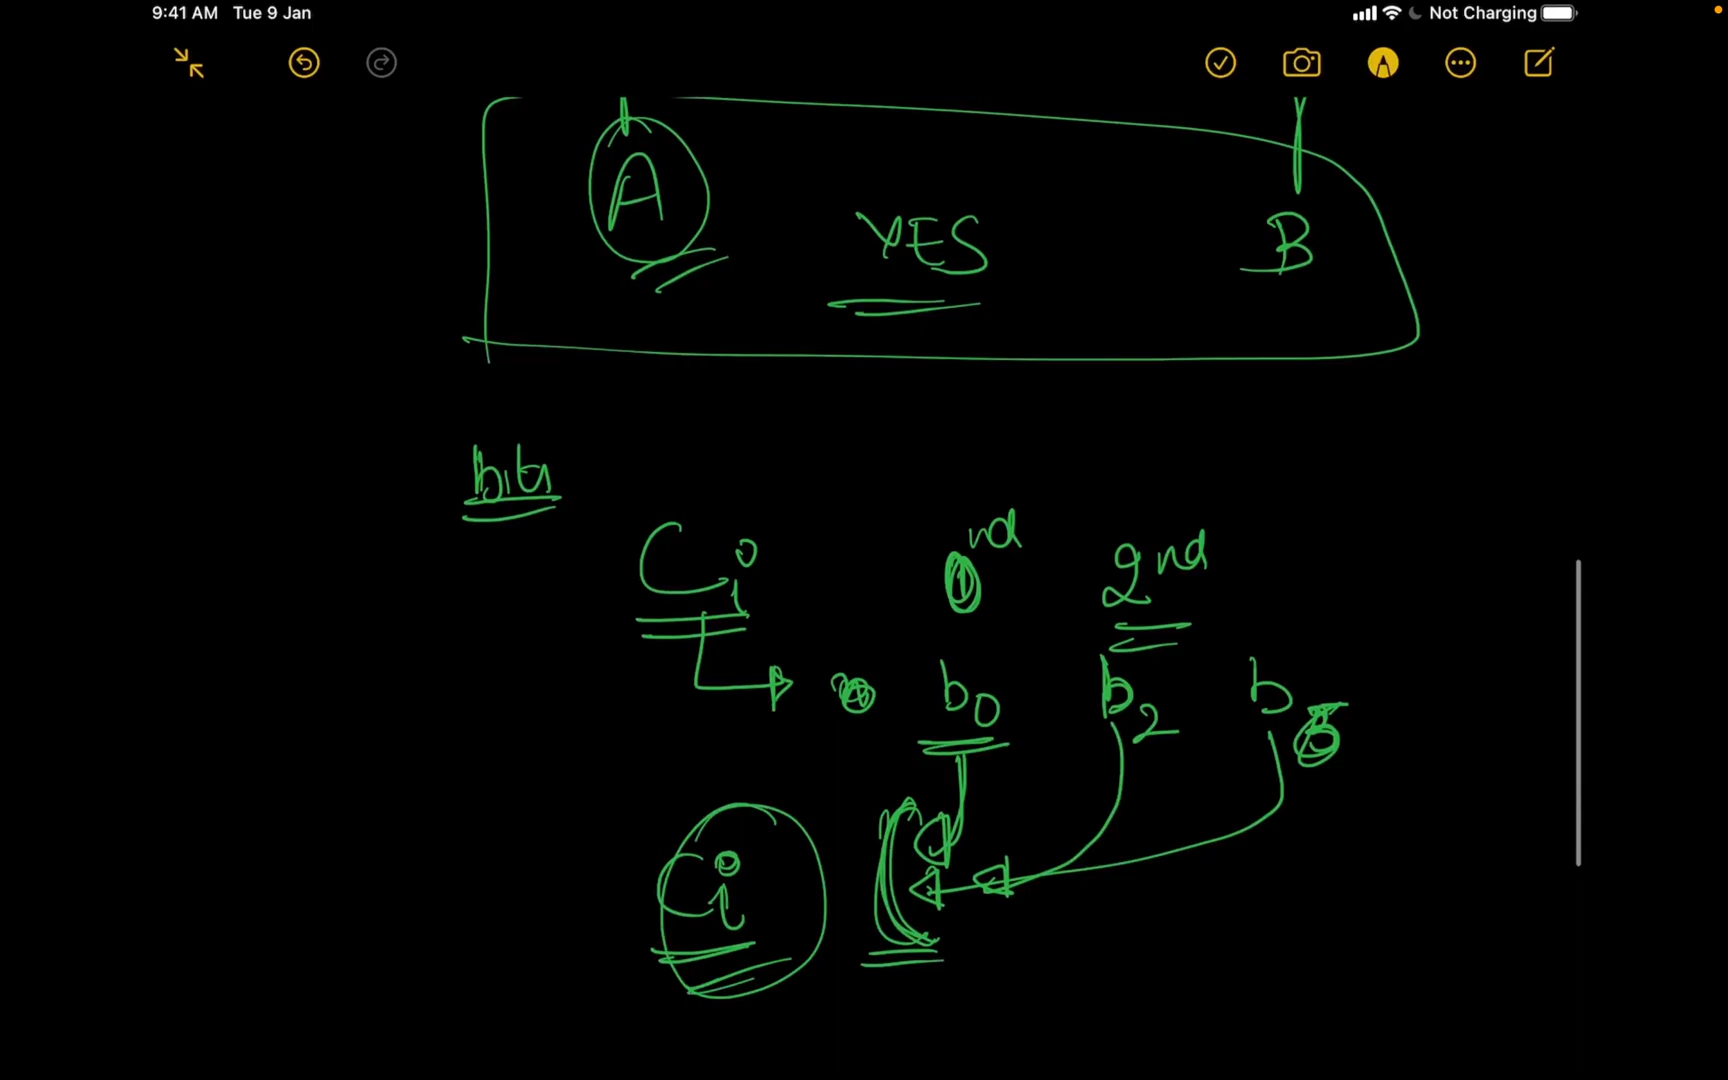 9:41 AM Tue 9 Jan
Not Charging
A YES B
bits
Ci nd 2nd
b0 b2 b
Ci